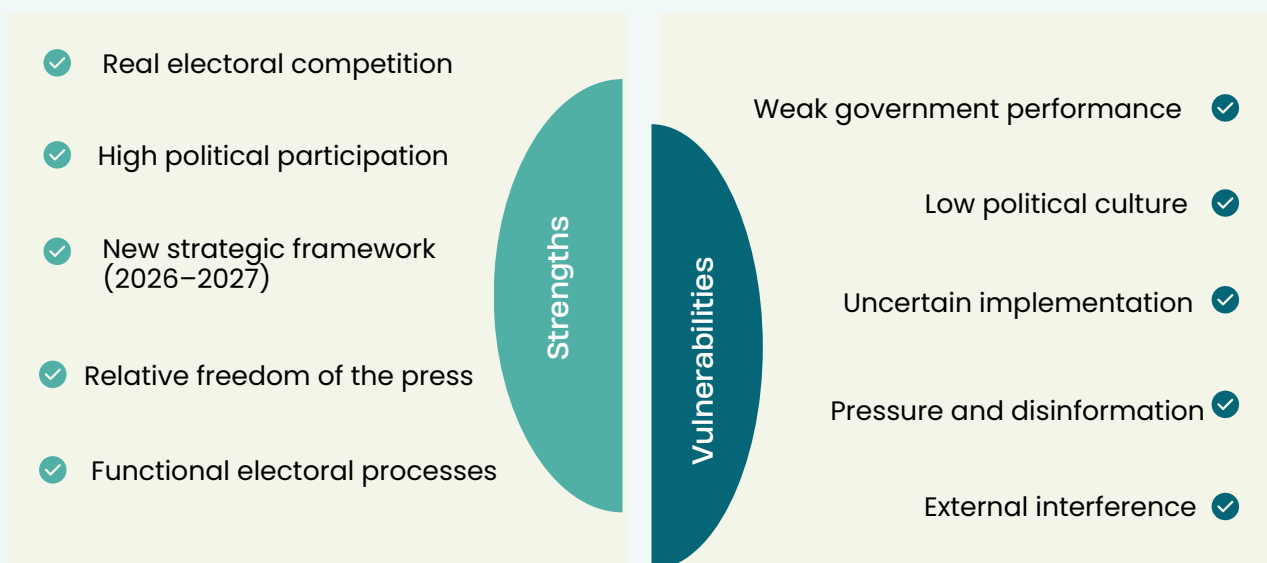 Real electoral competition
High political participation
New strategic framework
(2026–2027)
Relative freedom of the press
Functional electoral processes
Strengths
Vulnerabilities
Weak government performance
Low political culture
Uncertain implementation
Pressure and disinformation
External interference